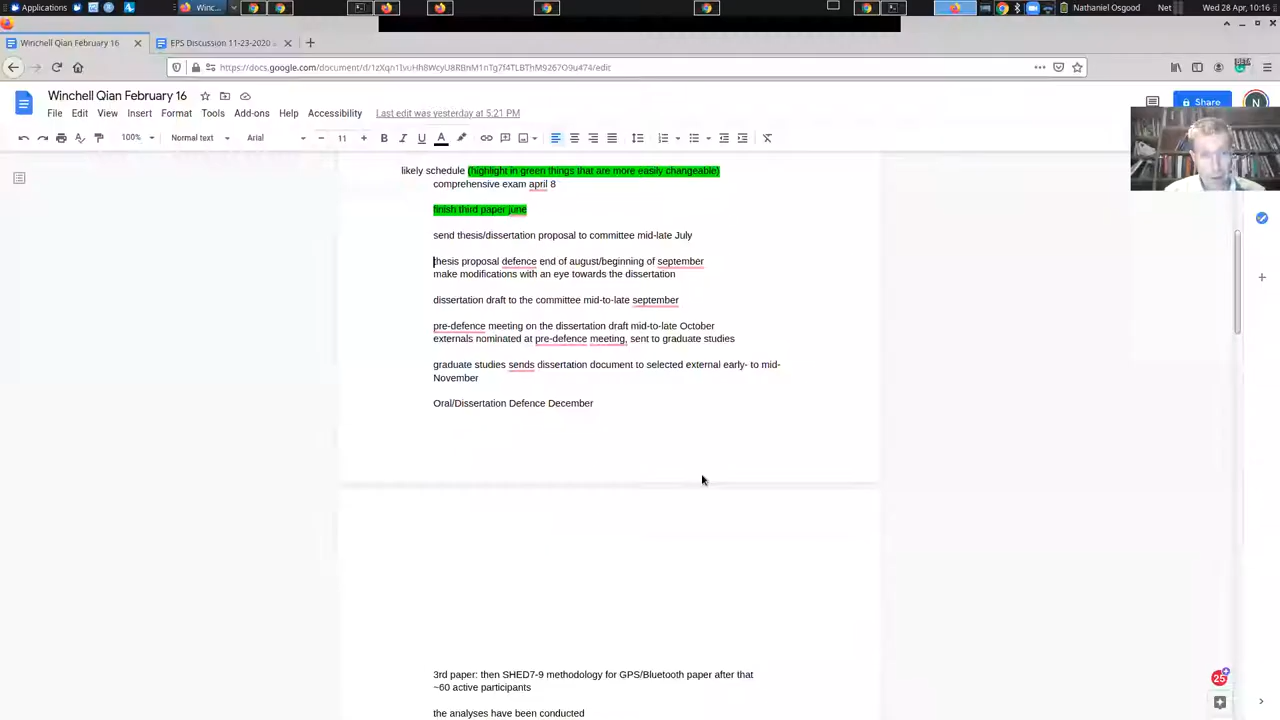 Applications
Winc...
Nathaniel Osgood
Net
Wed 28 Apr, 10:16
Winchell Qian February 16
EPS Discussion 11-23-2020
Winchell Qian February 16
Share
N
File Edit View Insert Format Tools Add-ons Help Accessibility Last edit was yesterday at 5:21 PM
100% Normal text Arial 11
likely schedule (highlight in green things that are more easily changeable)
comprehensive exam april 8
finish third paper june
send thesis/dissertation proposal to committee mid-late July
thesis proposal defence end of august/beginning of september
make modifications with an eye towards the dissertation
dissertation draft to the committee mid-to-late september
pre-defence meeting on the dissertation draft mid-to-late October
externals nominated at pre-defence meeting, sent to graduate studies
graduate studies sends dissertation document to selected external early- to mid-
November
Oral/Dissertation Defence December
3rd paper: then SHED7-9 methodology for GPS/Bluetooth paper after that
~60 active participants
25
the analyses have been conducted